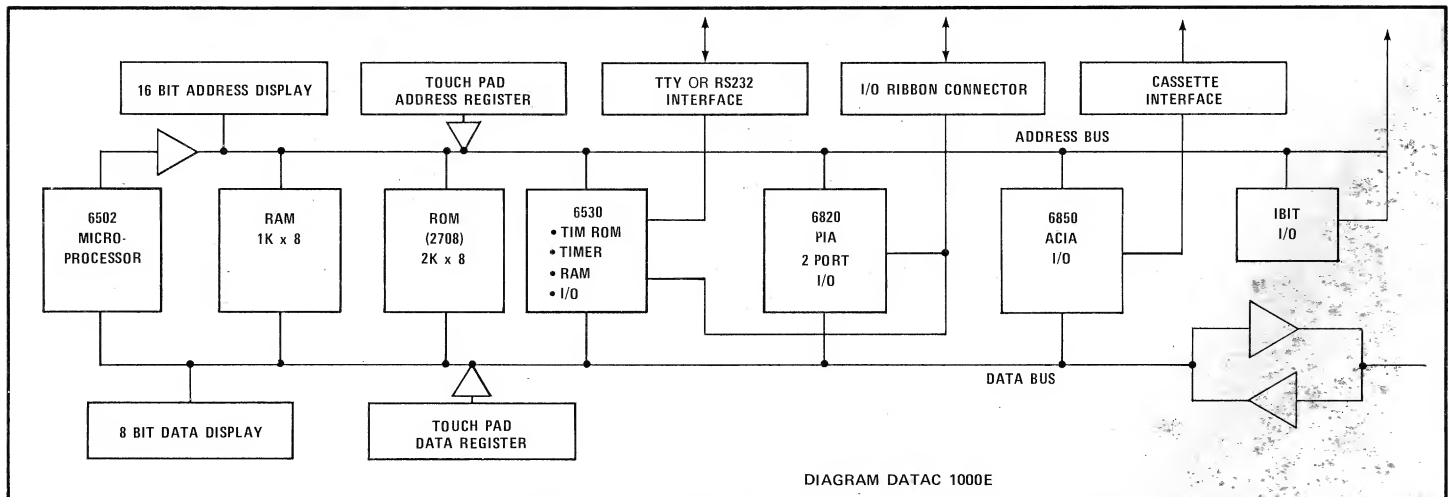 16 BIT ADDRESS DISPLAY
TOUCH PAD
ADDRESS REGISTER
TTY OR RS232
INTERFACE
I/O RIBBON CONNECTOR
CASSETTE
INTERFACE
ADDRESS BUS
6502
MICRO-
PROCESSOR
RAM
1K x 8
ROM
(2708)
2K x 8
6530
• TIM ROM
• TIMER
• RAM
• I/O
6820
PIA
2 PORT
I/O
6850
ACIA
I/O
IBIT
I/O
DATA BUS
8 BIT DATA DISPLAY
TOUCH PAD
DATA REGISTER
DIAGRAM DATAC 1000E